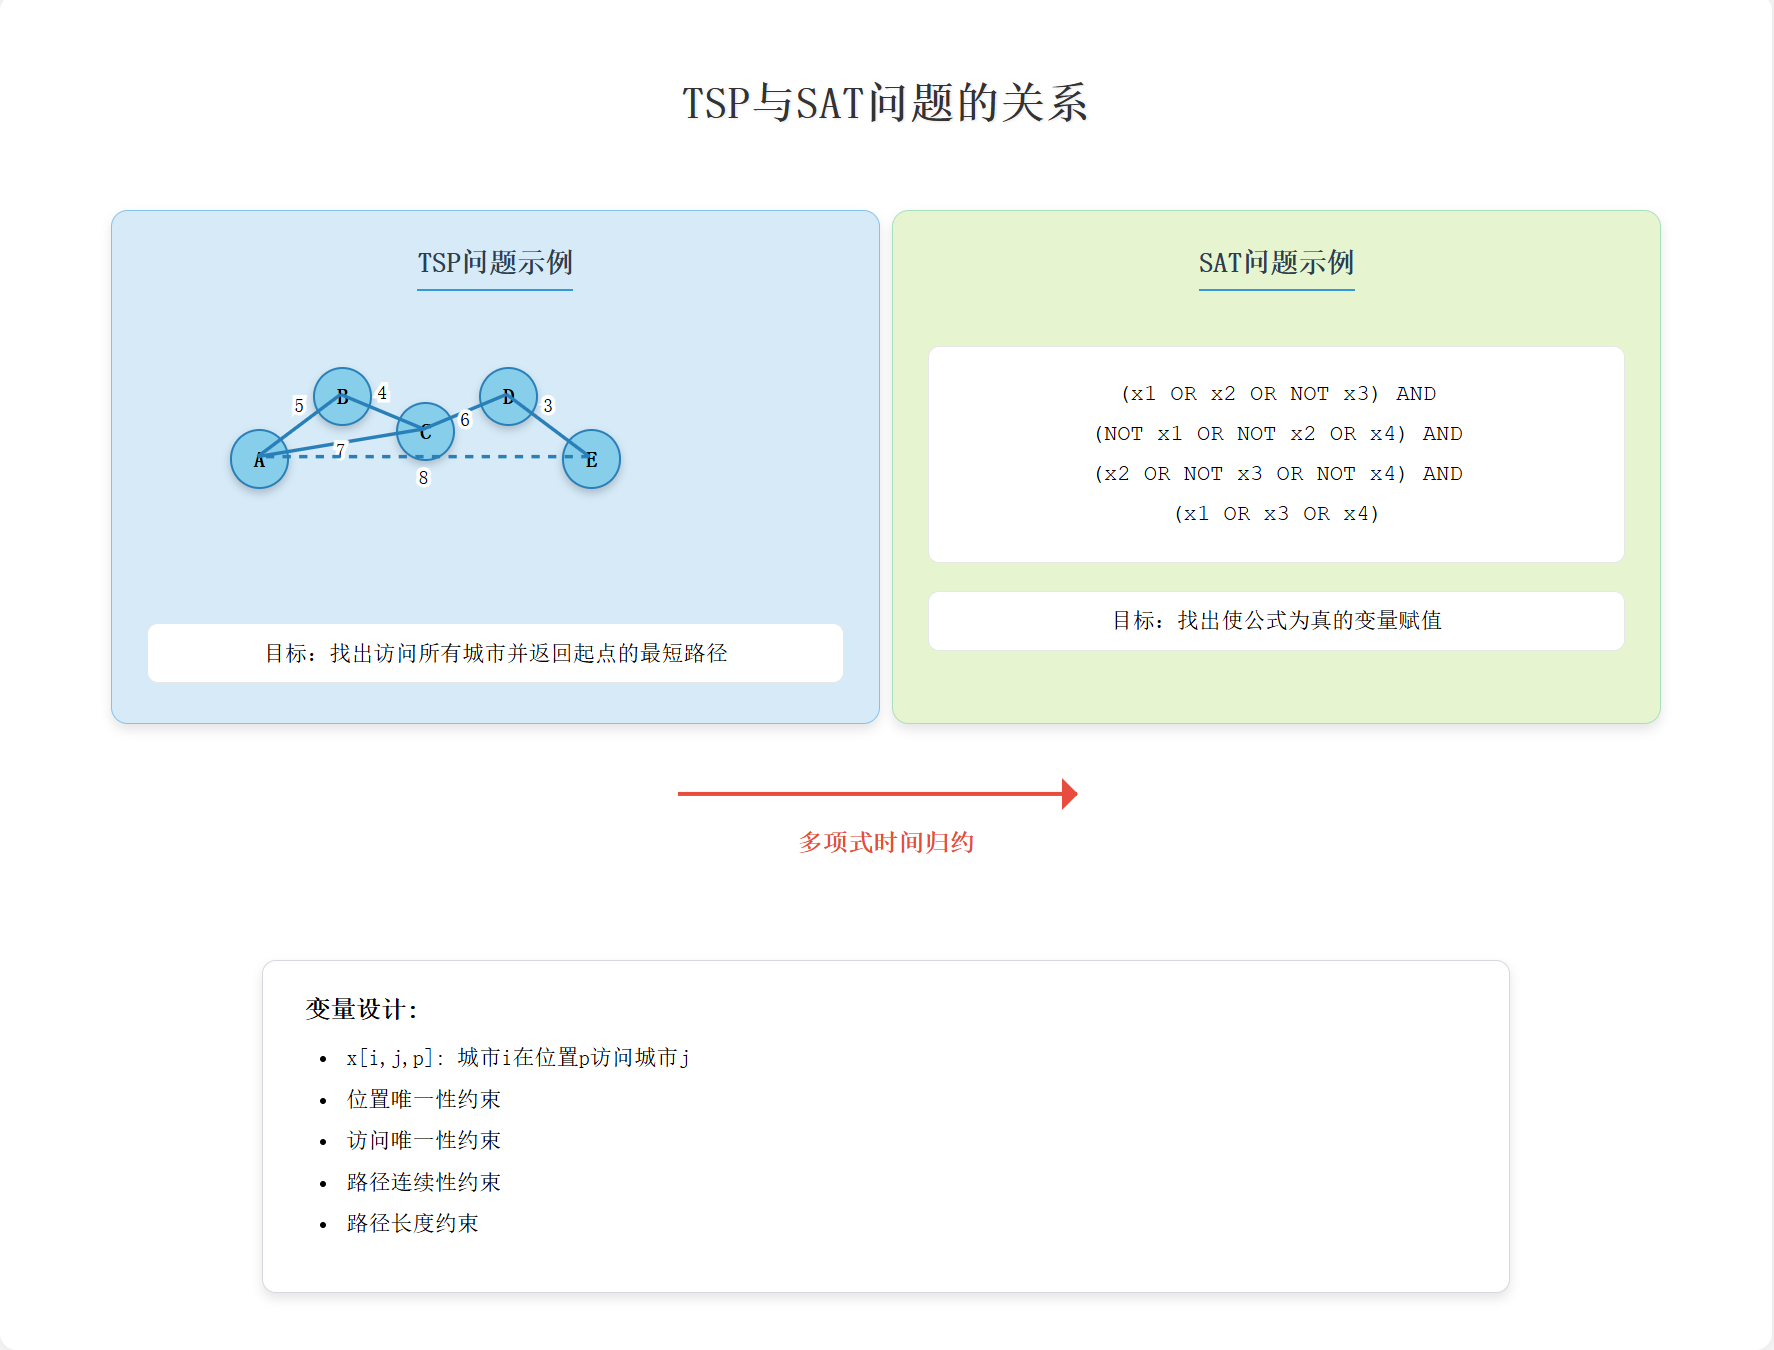 TSP与SAT问题的关系
TSP问题示例
B
4
D
5
3
6
C
7
A
E
8
目标：找出访问所有城市并返回起点的最短路径
SAT问题示例
(x1 OR x2 OR NOT x3) AND
(NOT x1 OR NOT x2 OR x4) AND
(x2 OR NOT x3 OR NOT x4) AND
(x1 OR x3 OR x4)
目标：找出使公式为真的变量赋值
多项式时间归约
变量设计：
• x[i,j,p]: 城市i在位置p访问城市j
• 位置唯一性约束
• 访问唯一性约束
• 路径连续性约束
• 路径长度约束